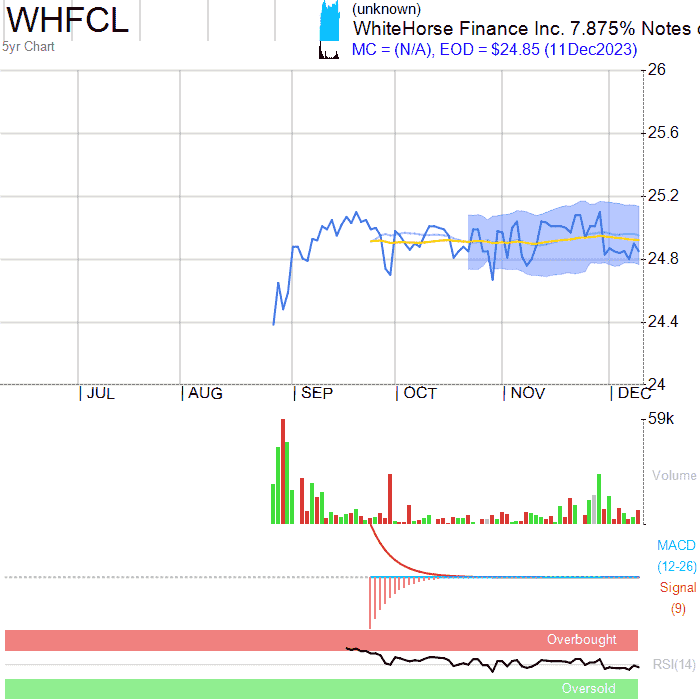 WHFCL
5yr Chart
(unknown)
WhiteHorse Finance Inc. 7.875% Notes
MC = (N/A), EOD = $24.85 (11Dec2023)
26
25.6
25.2
24.8
24.4
24
JUL
AUG
SEP
OCT
NOV
DEC
59k
Volume
MACD
(12-26)
Signal
(9)
Overbought
RSI(14)
Oversold